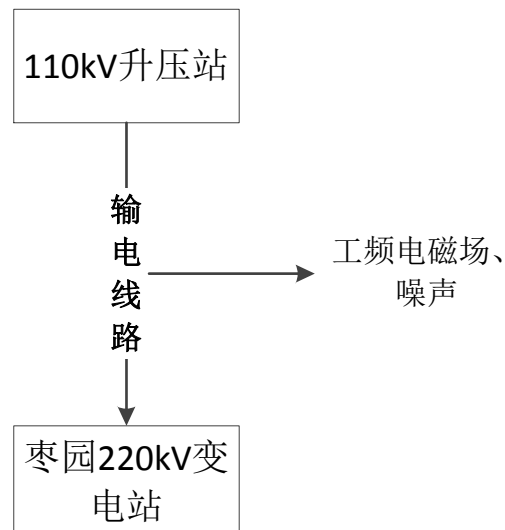 110kV升压站
输
电
线
路
工频电磁场、
噪声
枣园220kV变
电站